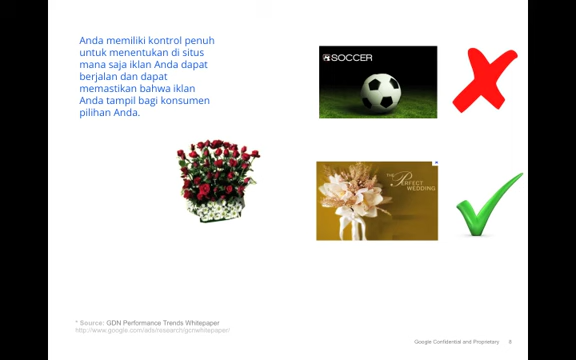 Anda memiliki kontrol penuh
untuk menentukan di situs
mana saja iklan Anda dapat
berjalan dan dapat
memastikan bahwa iklan
Anda tampil bagi konsumen
pilihan Anda.
SOCCER
THE PERFECT
WEDDING
* Source: GDN Performance Trends Whitepaper
http://www.google.com/ads/research/gcnwhitepaper/
Google Confidential and Proprietary